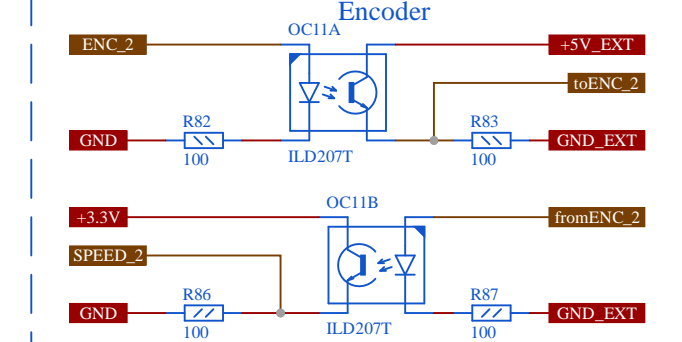 Encoder
OC11A
ENC_2
+5V_EXT
toENC_2
R82
R83
GND
GND_EXT
100
ILD207T
100
OC11B
+3.3V
fromENC_2
SPEED_2
R86
R87
GND
GND_EXT
100
ILD207T
100